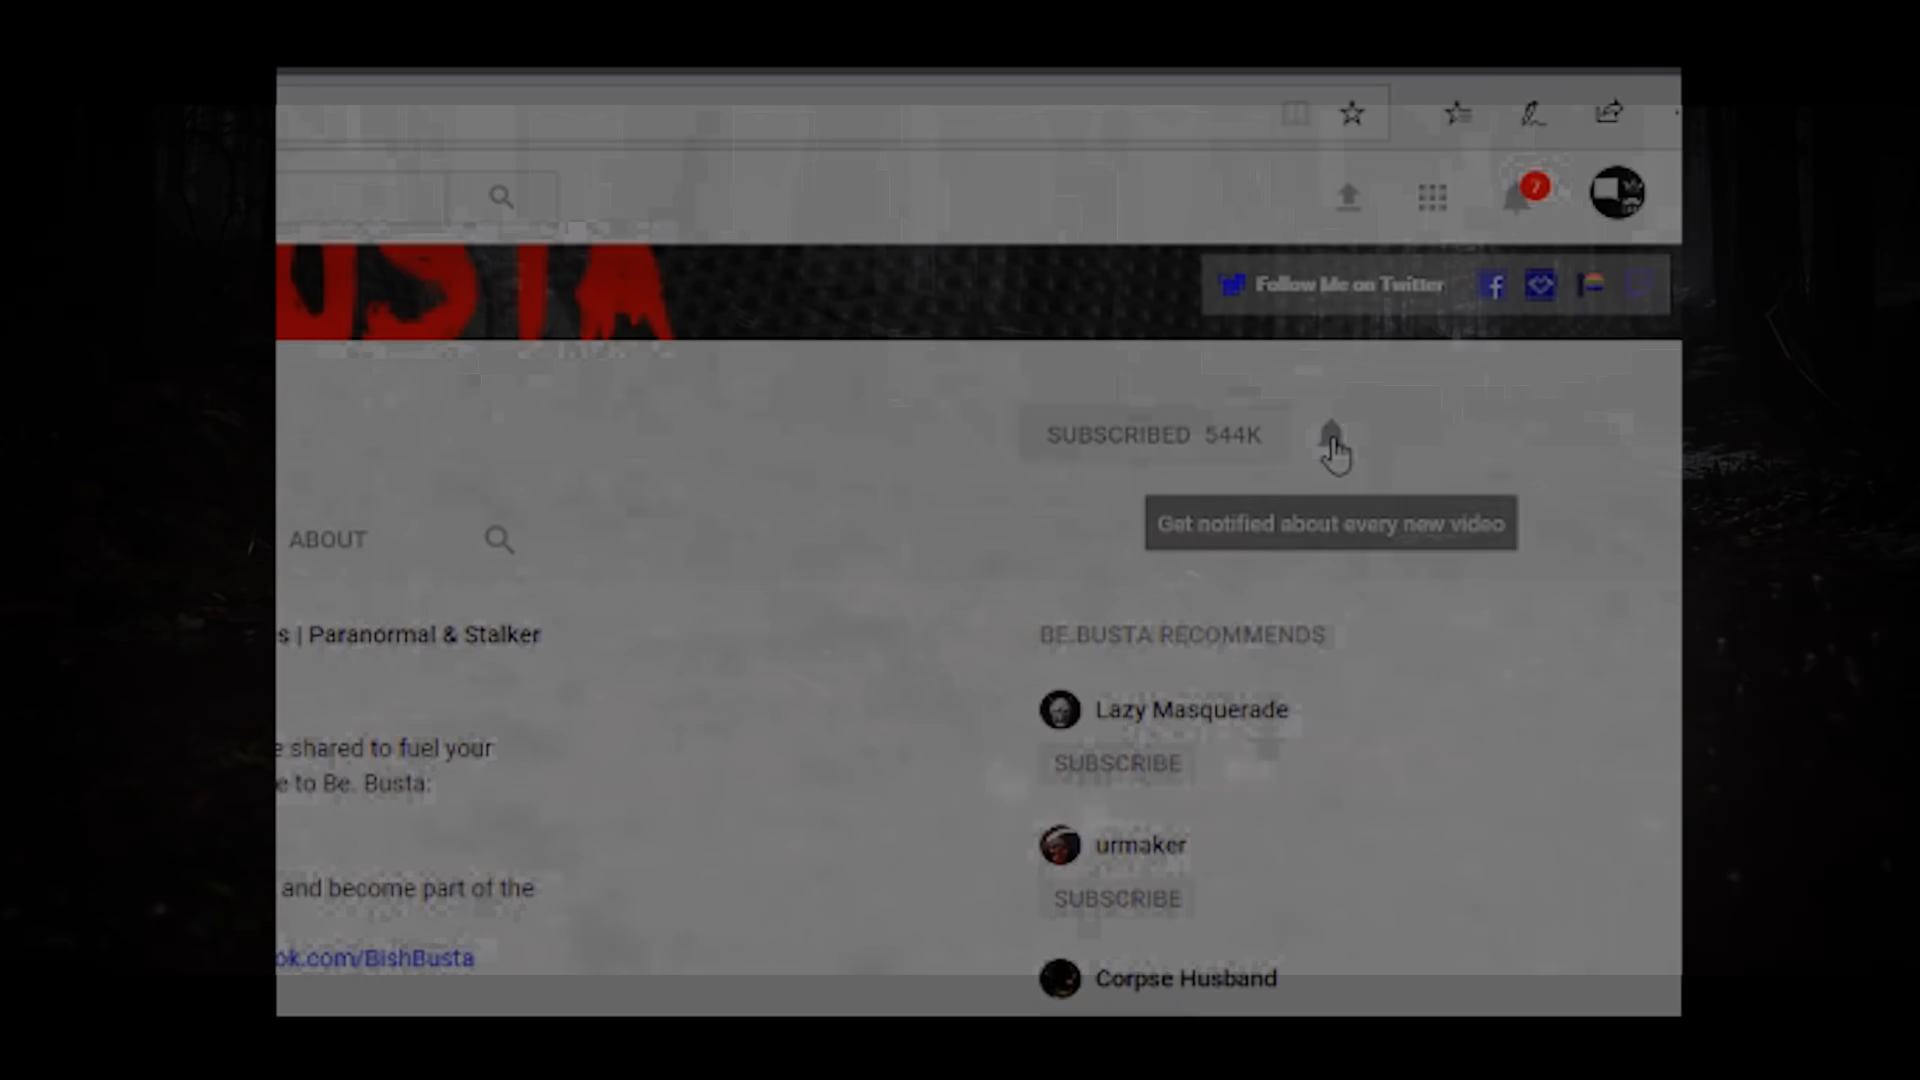 7
USTA
Follow Me on Twitter
SUBSCRIBED 544K
Get notified about every new video
ABOUT
s | Paranormal & Stalker
BE.BUSTA RECOMMENDS
Lazy Masquerade
e shared to fuel your
SUBSCRIBE
e to Be. Busta:
urmaker
and become part of the
SUBSCRIBE
ok.com/BishBusta
Corpse Husband